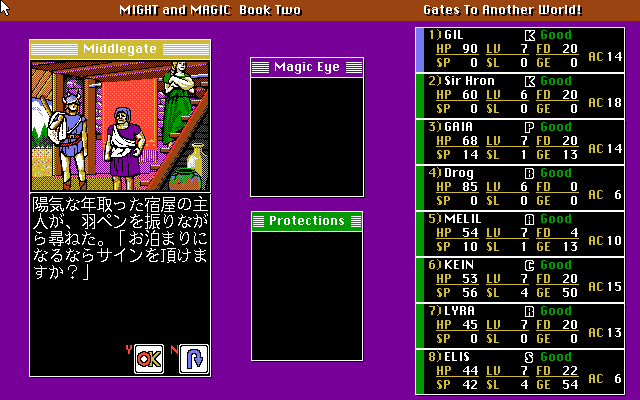 MIGHT and MAGIC Book Two
Gates To Another World!
Middlegate
陽気な年取った宿屋の主
人が、羽ペンを振りなが
ら尋ねた。「お泊まりに
なるならサインを頂けま
すか？」
Y OK N
Magic Eye
Protections
1) GIL K Good
HP 90 LV 7 FD 20
SP 0 SL 0 GE 0 AC 14
2) Sir Hron K Good
HP 60 LV 6 FD 20
SP 0 SL 0 GE 0 AC 18
3) GAIA P Good
HP 68 LV 7 FD 20
SP 14 SL 1 GE 13 AC 14
4) Drog B Good
HP 85 LV 6 FD 0
SP 0 SL 0 GE 0 AC 6
5) MELIL A Good
HP 54 LV 7 FD 4
SP 10 SL 1 GE 13 AC 10
6) KEIN C Good
HP 53 LV 7 FD 20
SP 56 SL 4 GE 50 AC 15
7) LYRA R Good
HP 45 LV 7 FD 20
SP 0 SL 0 GE 0 AC 13
8) ELIS S Good
HP 44 LV 7 FD 22
SP 42 SL 4 GE 54 AC 6